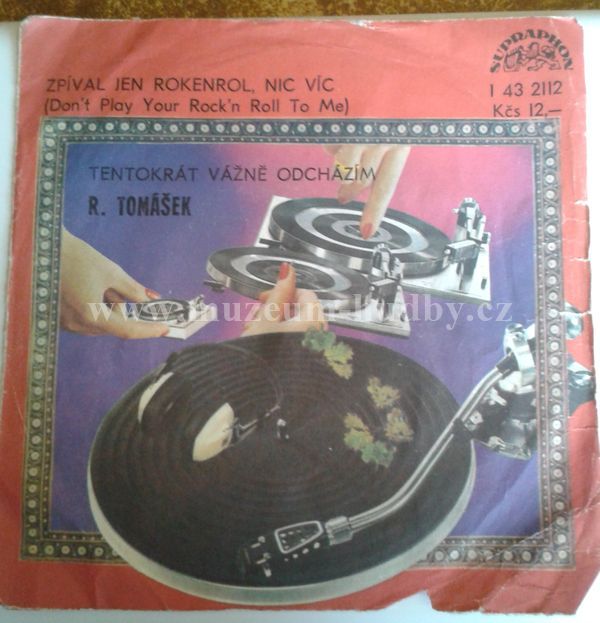 SUPRAPHON
ZPÍVAL JEN ROKENROL, NIC VÍC
1 43 2112
(Don't Play Your Rock'n Roll To Me)
Kčs 12,–
TENTOKRÁT VÁŽNĚ ODCHÁZÍM
R. TOMÁŠEK
www.muzeum-hudby.cz